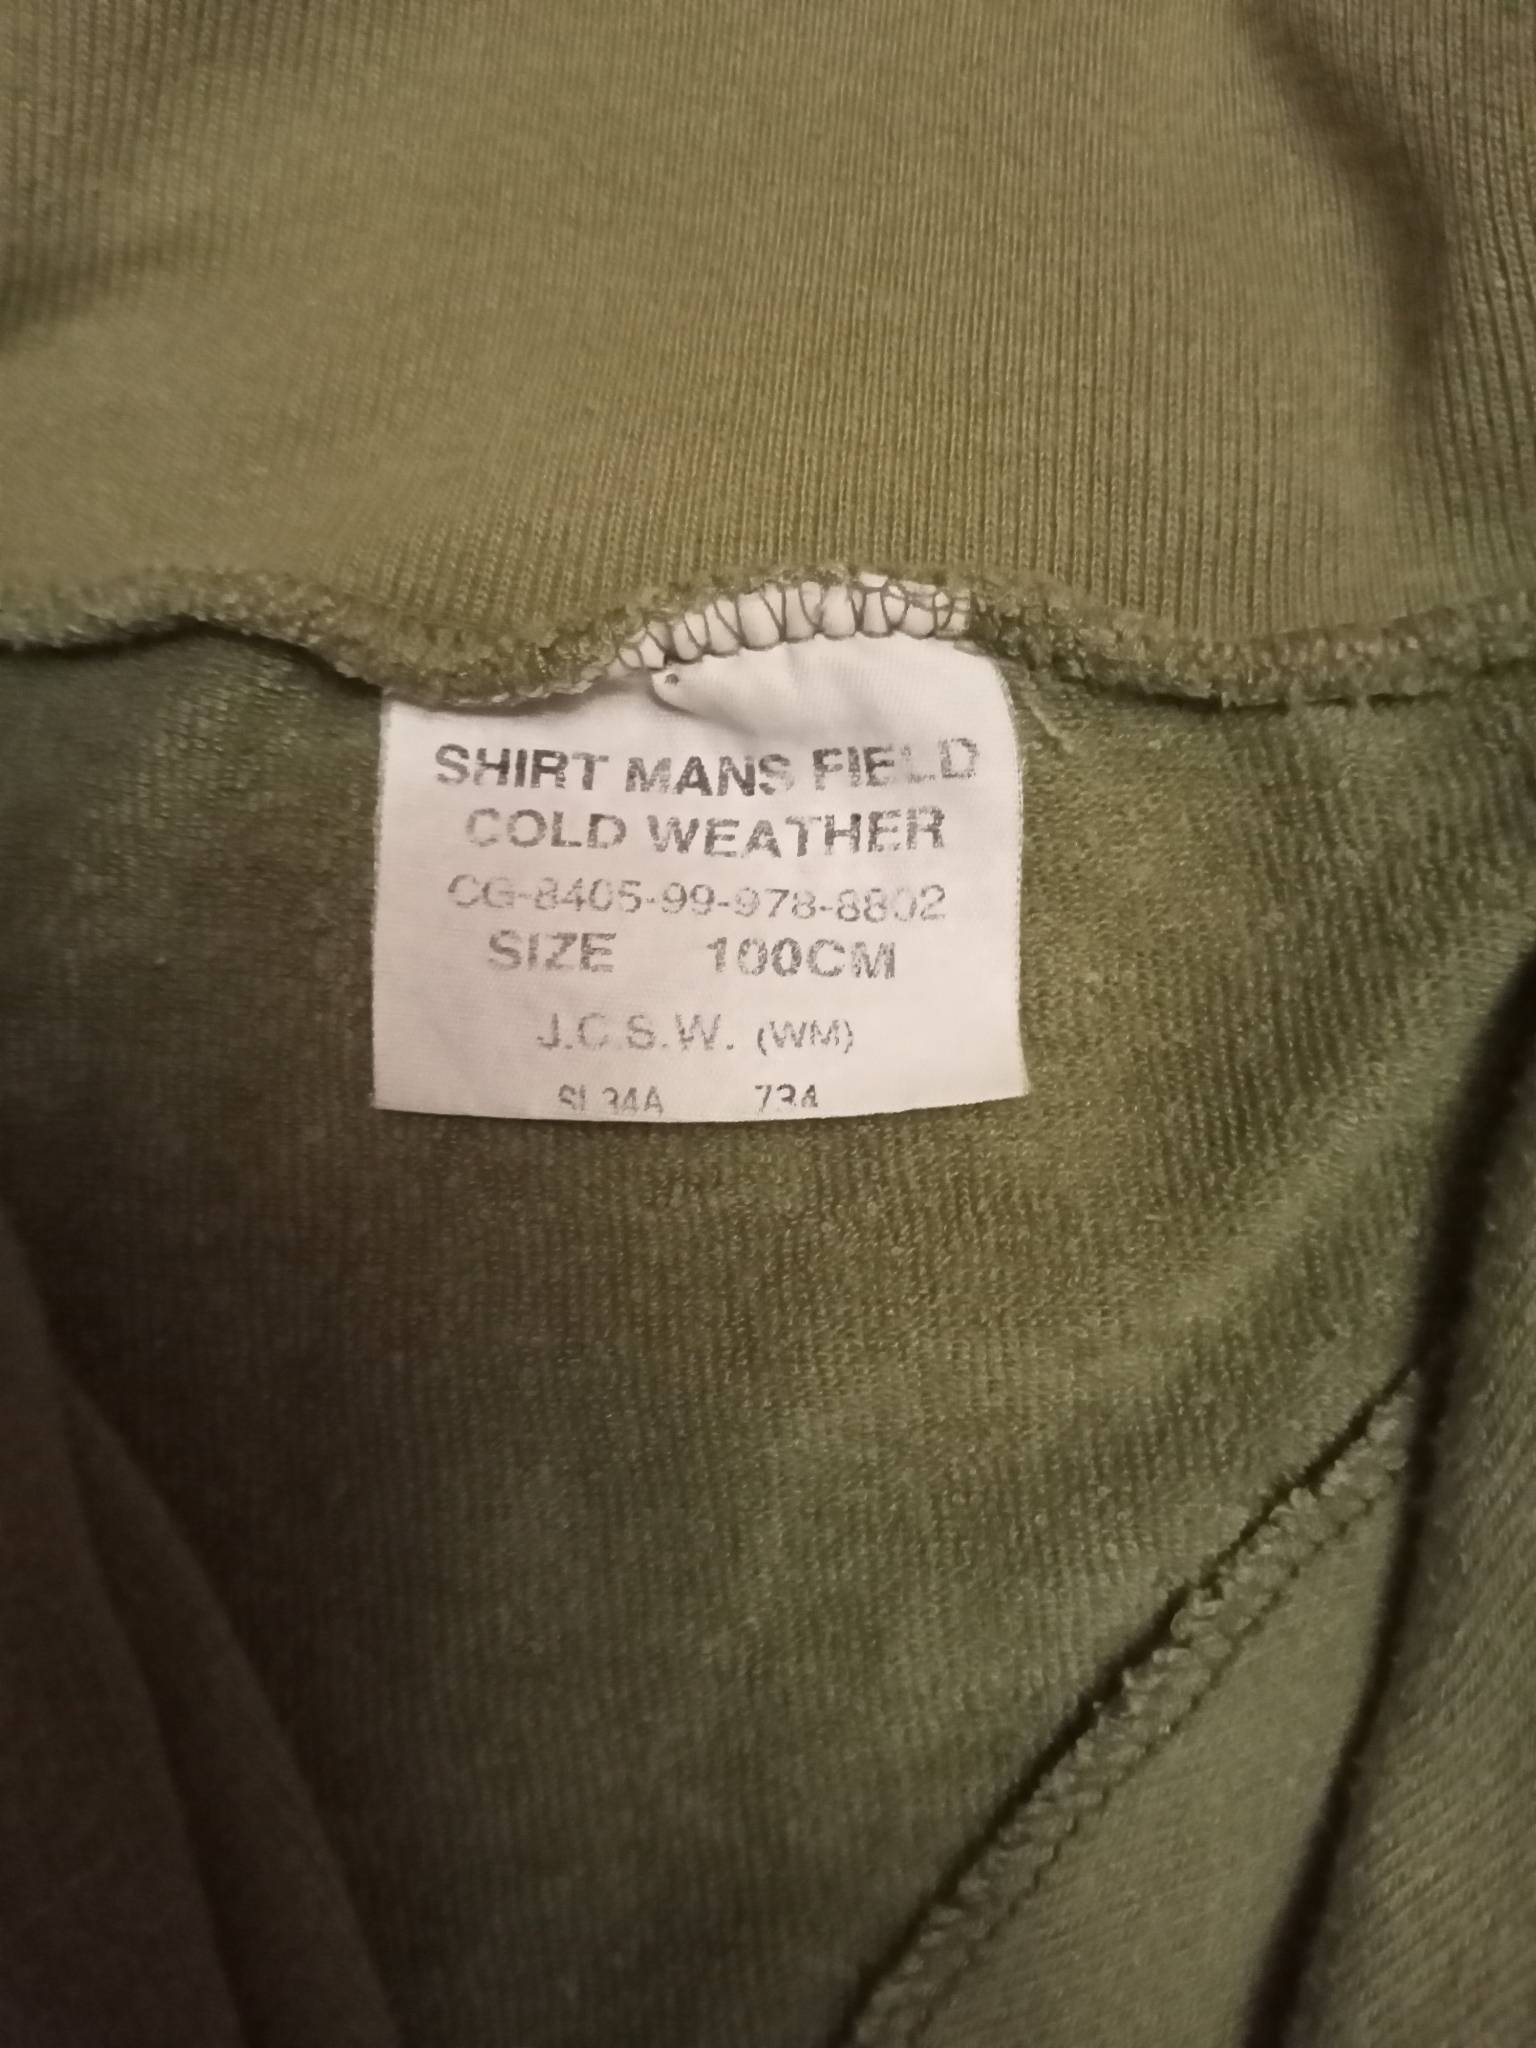 SHIRT MANS FIELD
COLD WEATHER
CG-8405-99-978-8802
SIZE 100CM
J.C.S.W. (WM)
SL34A 734